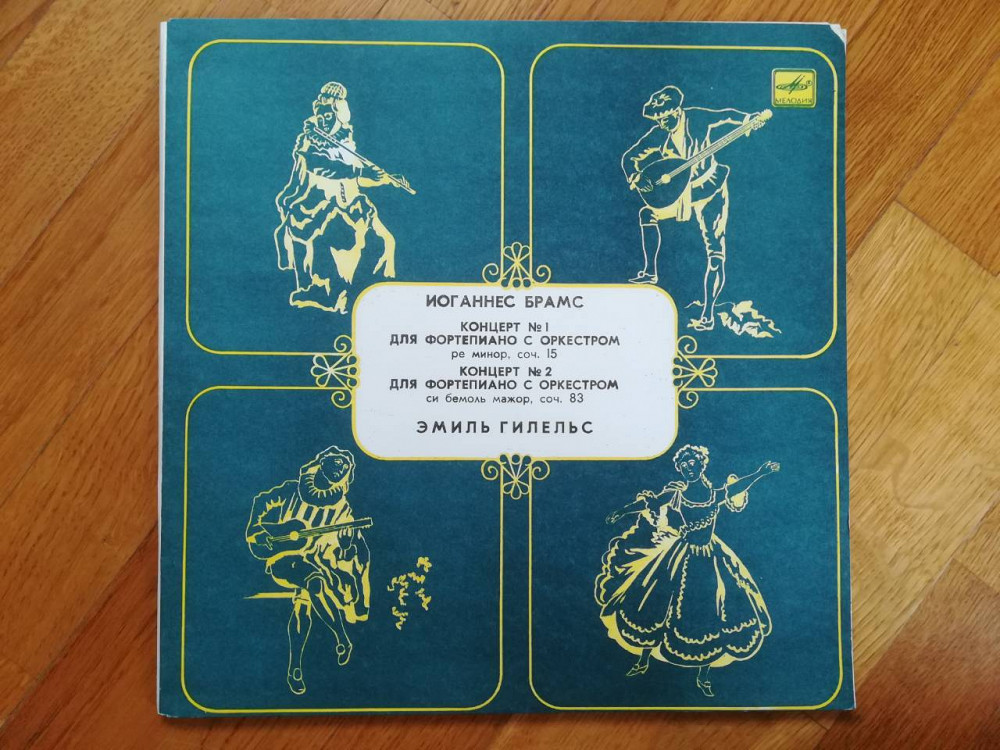 МЕЛОДИЯ
ИОГАННЕС БРАМС
КОНЦЕРТ №1
ДЛЯ ФОРТЕПИАНО С ОРКЕСТРОМ
ре минор, соч. 15
КОНЦЕРТ №2
ДЛЯ ФОРТЕПИАНО С ОРКЕСТРОМ
си бемоль мажор, соч. 83
ЭМИЛЬ ГИЛЕЛЬС